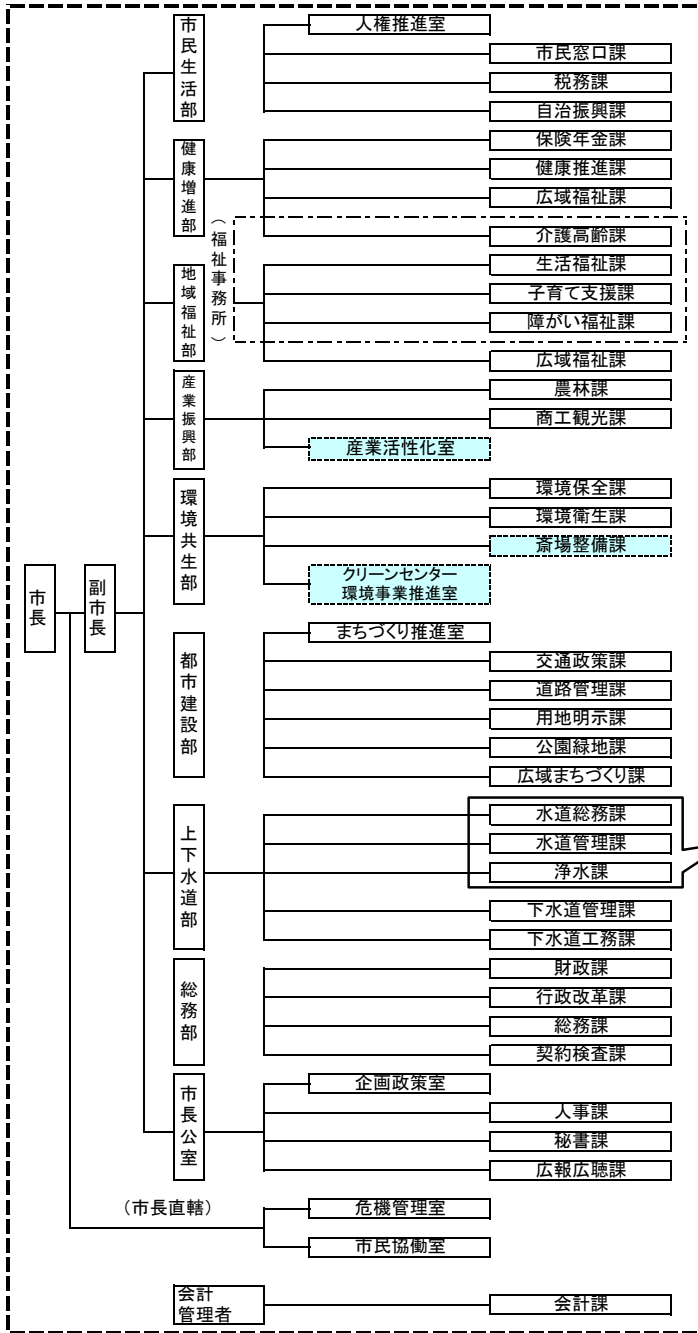 市民生活部
人権推進室
市民窓口課
税務課
自治振興課
健康増進部
保険年金課
健康推進課
広域福祉課
(福祉事務所)
介護高齢課
地域福祉部
生活福祉課
子育て支援課
障がい福祉課
広域福祉課
産業振興部
農林課
商工観光課
産業活性化室
環境共生部
環境保全課
環境衛生課
斎場整備課
クリーンセンター
環境事業推進室
市長
副市長
都市建設部
まちづくり推進室
交通政策課
道路管理課
用地明示課
公園緑地課
広域まちづくり課
上下水道部
水道総務課
水道管理課
浄水課
下水道管理課
下水道工務課
総務部
財政課
行政改革課
総務課
契約検査課
市長公室
企画政策室
人事課
秘書課
広報広聴課
(市長直轄)
危機管理室
市民協働室
会計
管理者
会計課